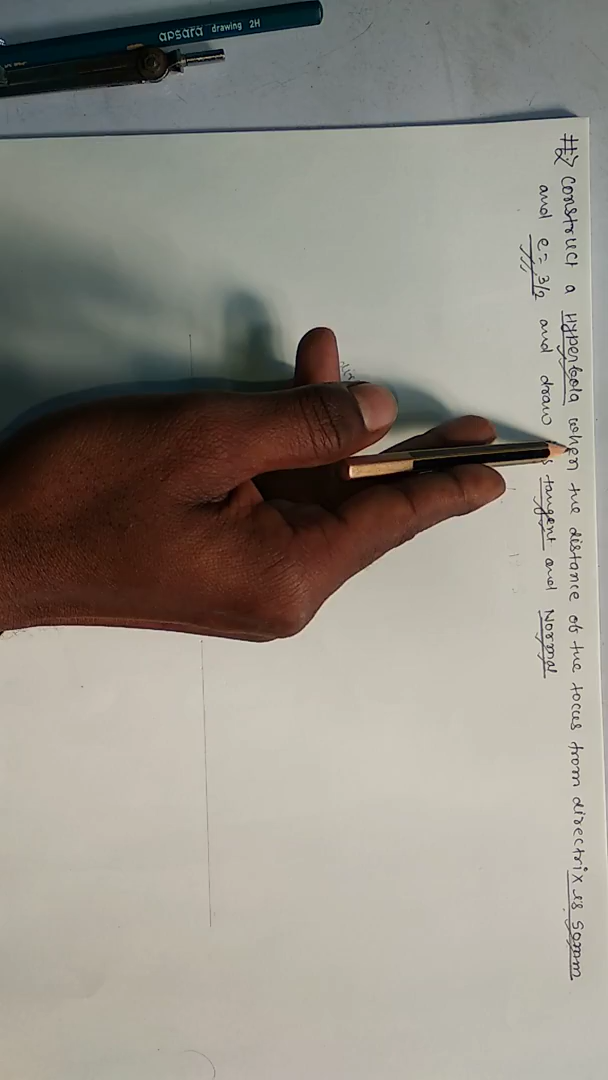 #2) Construct a Hyperbola when the distance of the focus from directrix is 50mm
and e = 3/2 and draw s tangent and Normal
apsara drawing 2H